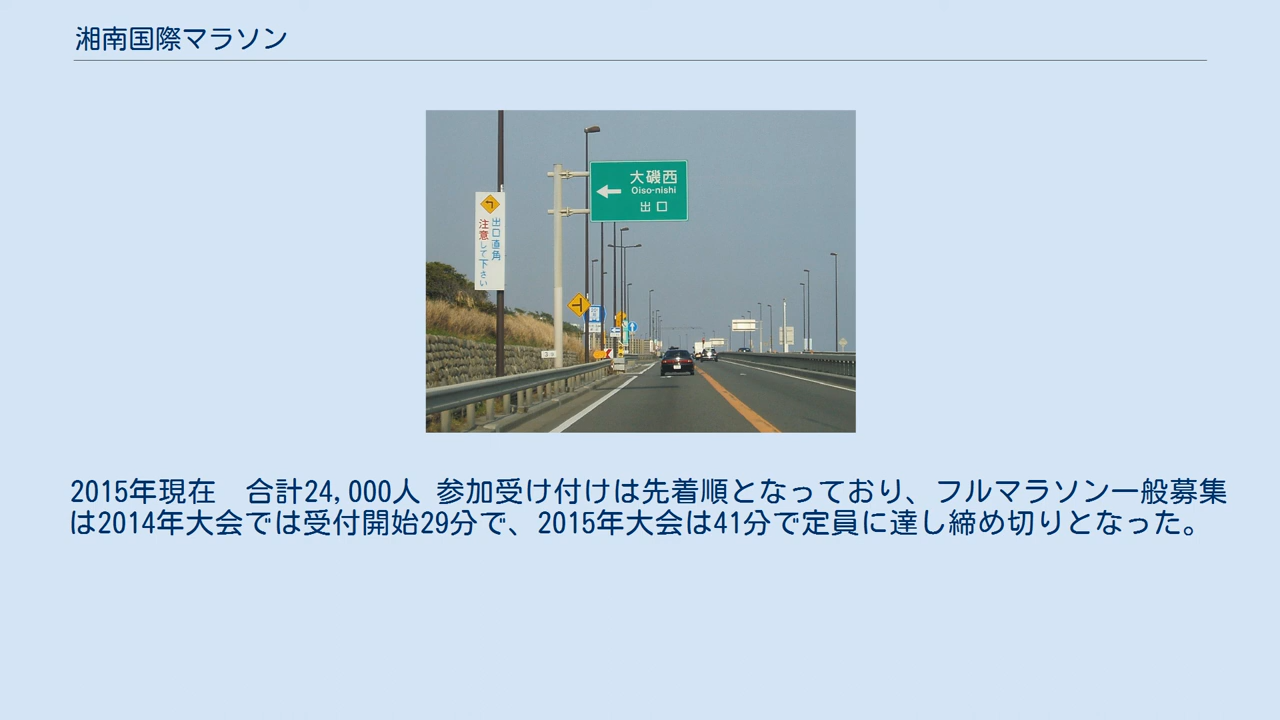 湘南国際マラソン
大磯西
Oiso-nishi
出口
出口直角
注意して下さい
2015年現在　合計24,000人 参加受け付けは先着順となっており、フルマラソン一般募集
は2014年大会では受付開始29分で、2015年大会は41分で定員に達し締め切りとなった。